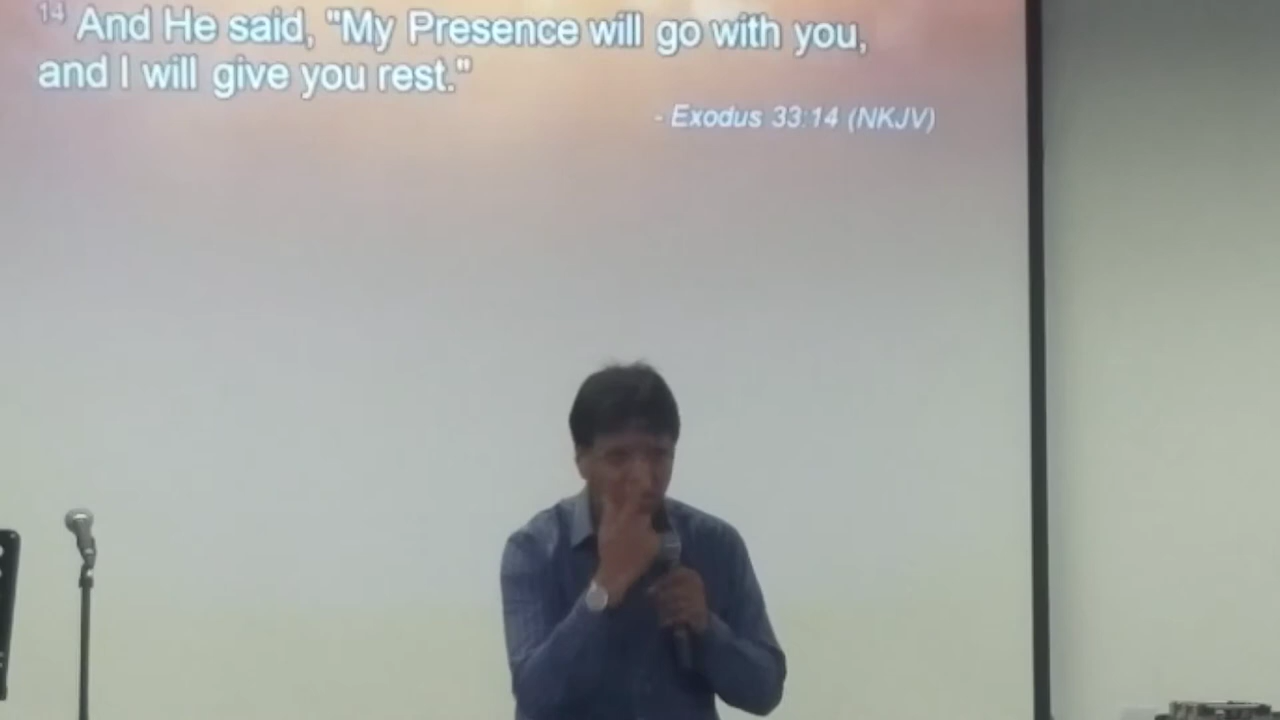 14 And He said, "My Presence will go with you,
and I will give you rest."
- Exodus 33:14 (NKJV)